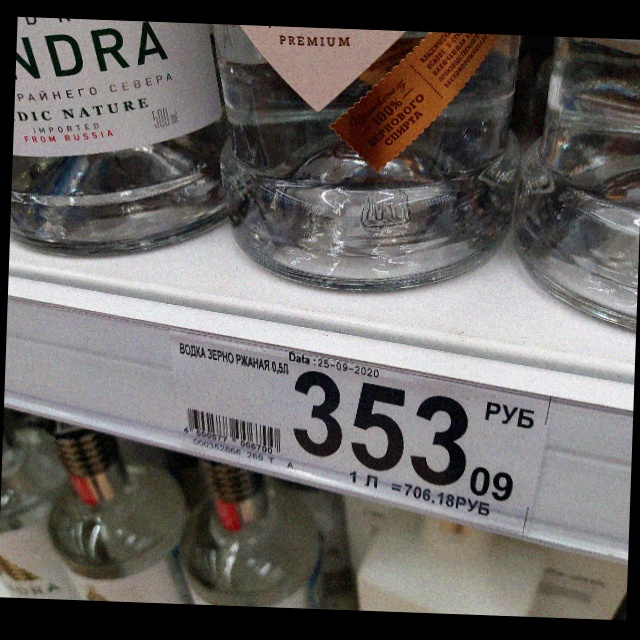 NDRA
РАЙНЕГО СЕВЕРА
DIC NATURE
IMPORTED
FROM RUSSIA
500 ml
PREMIUM
100%
ЗЕРНОВОГО
СПИРТА
ВОДКА ЗЕРНО РЖАНАЯ 0,5Л
Data :25-09-2020
353 09 РУБ
1 Л =706.18РУБ